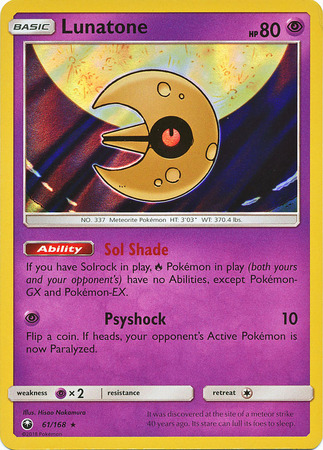 BASIC
Lunatone
HP 80
NO. 337 Meteorite Pokémon HT: 3'03" WT: 370.4 lbs.
Ability Sol Shade
If you have Solrock in play, Pokémon in play (both yours
and your opponent's) have no Abilities, except Pokémon-
GX and Pokémon-EX.
Psyshock 10
Flip a coin. If heads, your opponent's Active Pokémon is
now Paralyzed.
weakness ×2 resistance retreat
Illus. Hisao Nakamura
61/168 ★
©2018 Pokémon
It was discovered at the site of a meteor strike
40 years ago. Its stare can lull its foes to sleep.